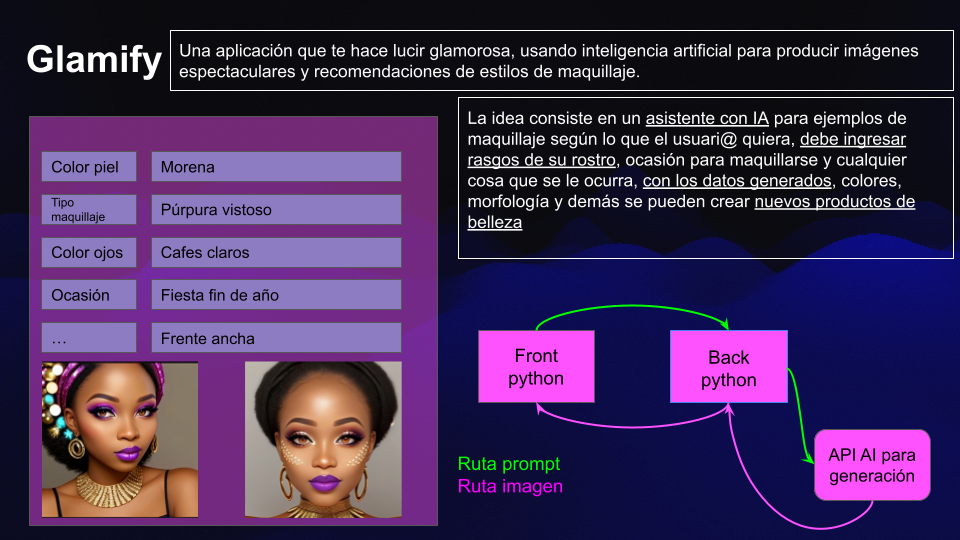 Glamify
Una aplicación que te hace lucir glamorosa, usando inteligencia artificial para producir imágenes
espectaculares y recomendaciones de estilos de maquillaje.
La idea consiste en un asistente con IA para ejemplos de
maquillaje según lo que el usuari@ quiera, debe ingresar
rasgos de su rostro, ocasión para maquillarse y cualquier
cosa que se le ocurra, con los datos generados, colores,
morfología y demás se pueden crear nuevos productos de
belleza
Color piel
Morena
Tipo
maquillaje
Púrpura vistoso
Color ojos
Cafes claros
Ocasión
Fiesta fin de año
…
Frente ancha
Front
python
Back
python
API AI para
generación
Ruta prompt
Ruta imagen